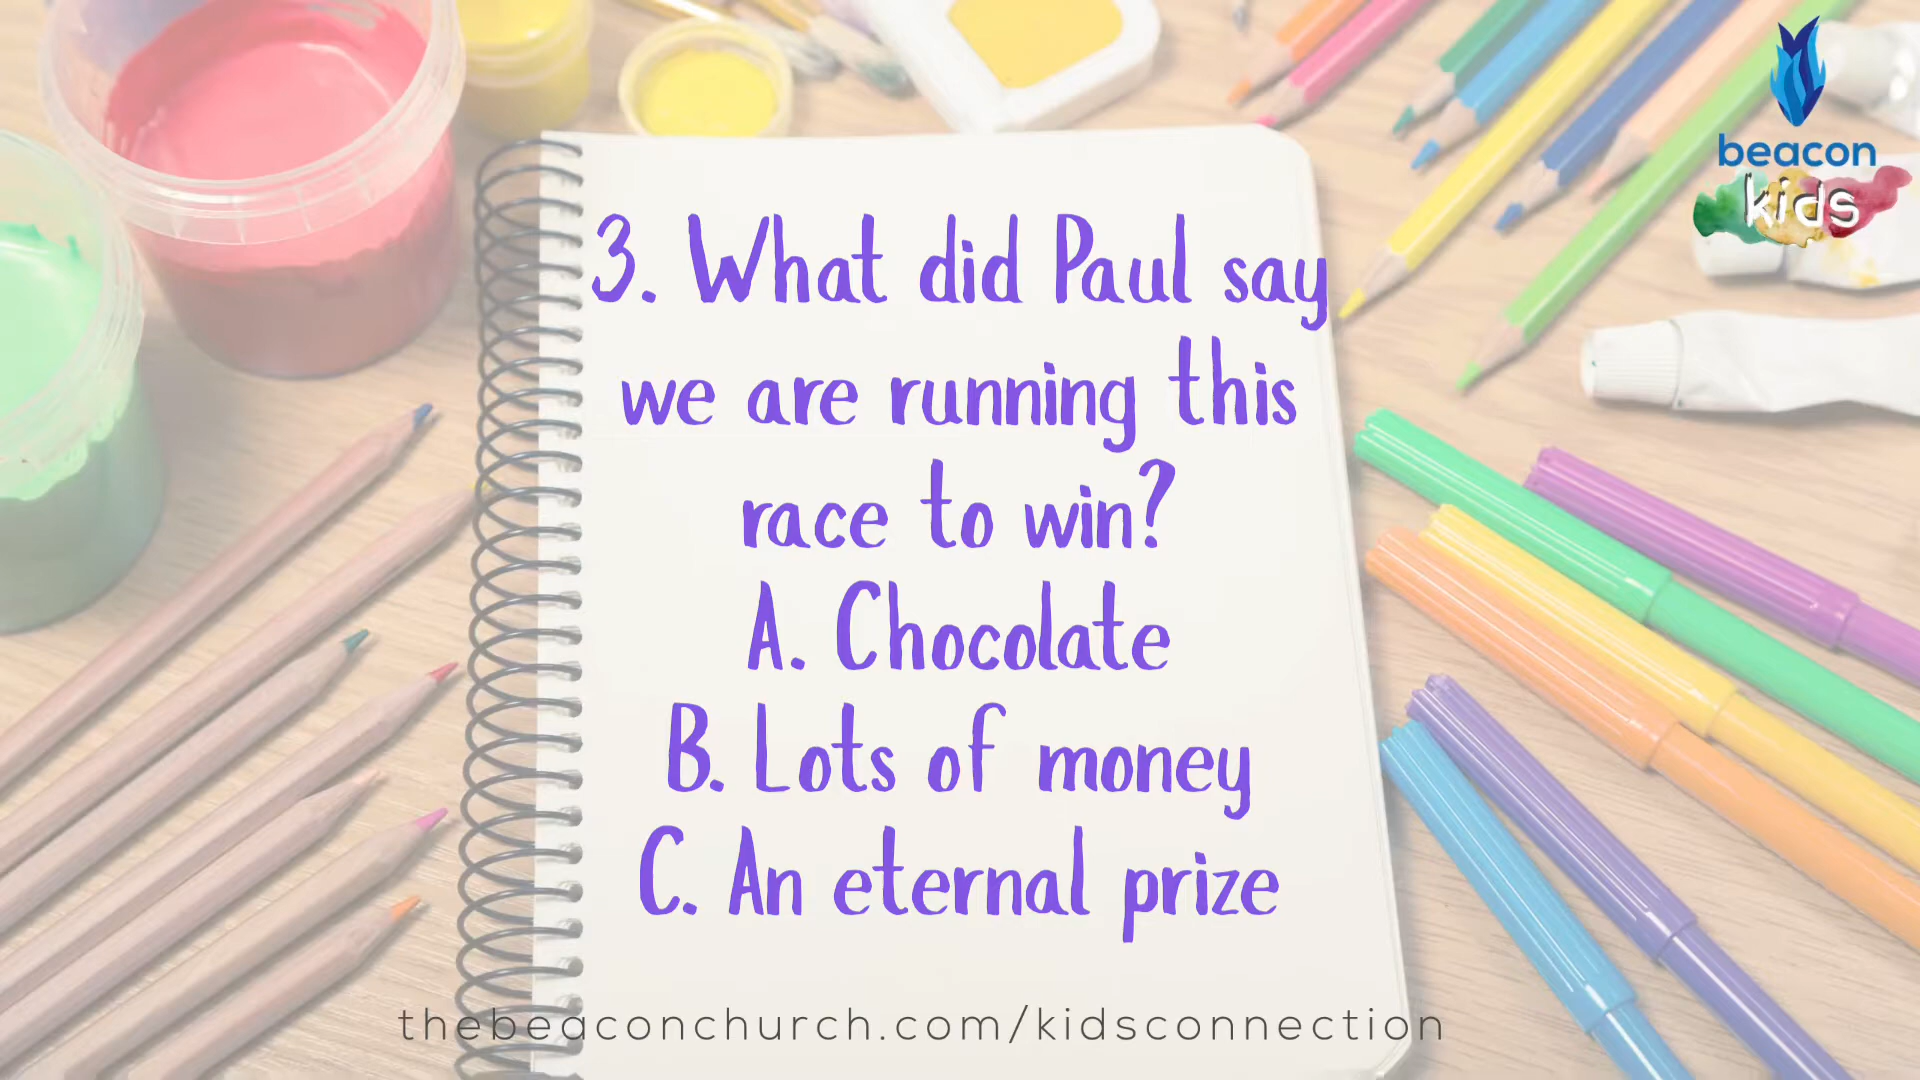 beacon
kids
3. What did Paul say
we are running this
race to win?
A. Chocolate
B. Lots of money
C. An eternal prize
thebeaconchurch.com/kidsconnection